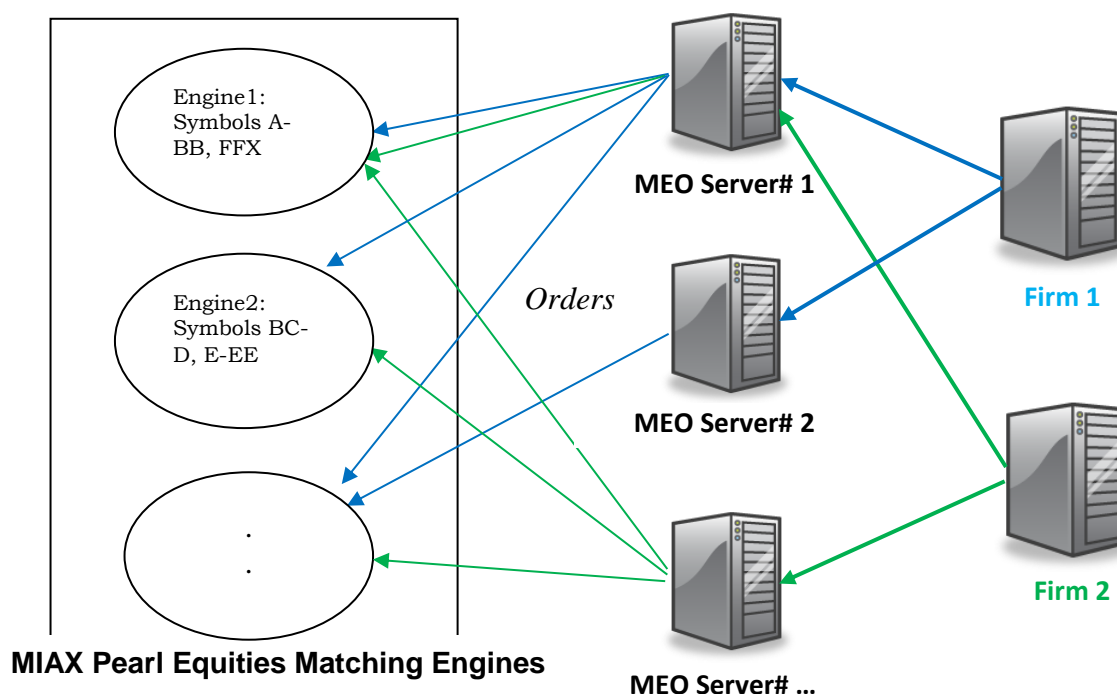 Engine1:
Symbols A-
BB, FFX
MEO Server# 1
Firm 1
Engine2:
Symbols BC-
D, E-EE
Orders
MEO Server# 2
.
.
Firm 2
MIAX Pearl Equities Matching Engines
MEO Server# ...